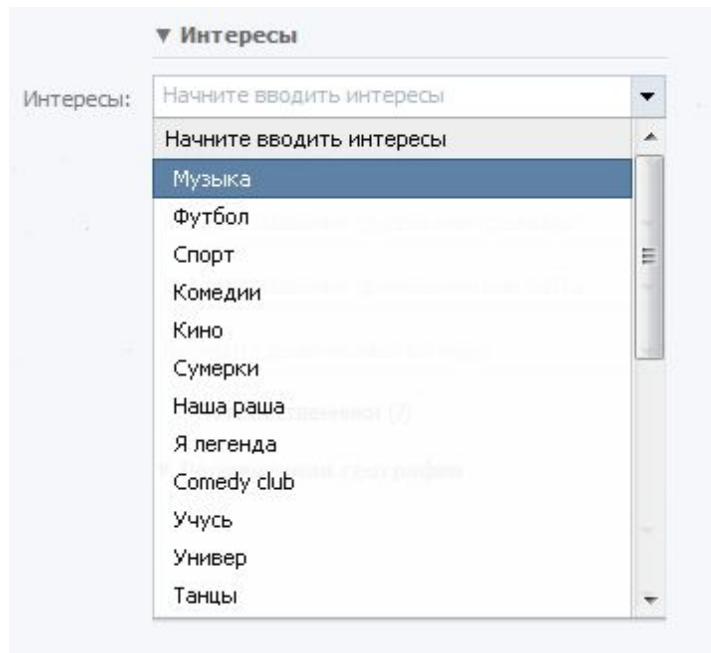 ▼ Интересы
Интересы: Начните вводить интересы
Начните вводить интересы
Музыка
Футбол
Спорт
Комедии
Кино
Сумерки
Наша раша
Я легенда
Comedy club
Учусь
Универ
Танцы